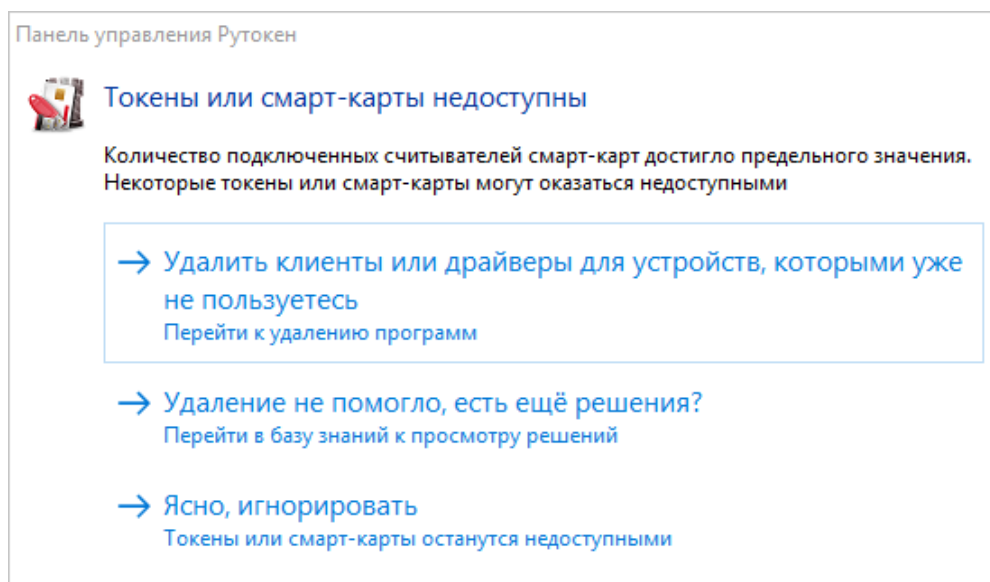 Панель управления Рутокен
Токены или смарт-карты недоступны
Количество подключенных считывателей смарт-карт достигло предельного значения.
Некоторые токены или смарт-карты могут оказаться недоступными
Удалить клиенты или драйверы для устройств, которыми уже
не пользуетесь
Перейти к удалению программ
Удаление не помогло, есть ещё решения?
Перейти в базу знаний к просмотру решений
Ясно, игнорировать
Токены или смарт-карты останутся недоступными